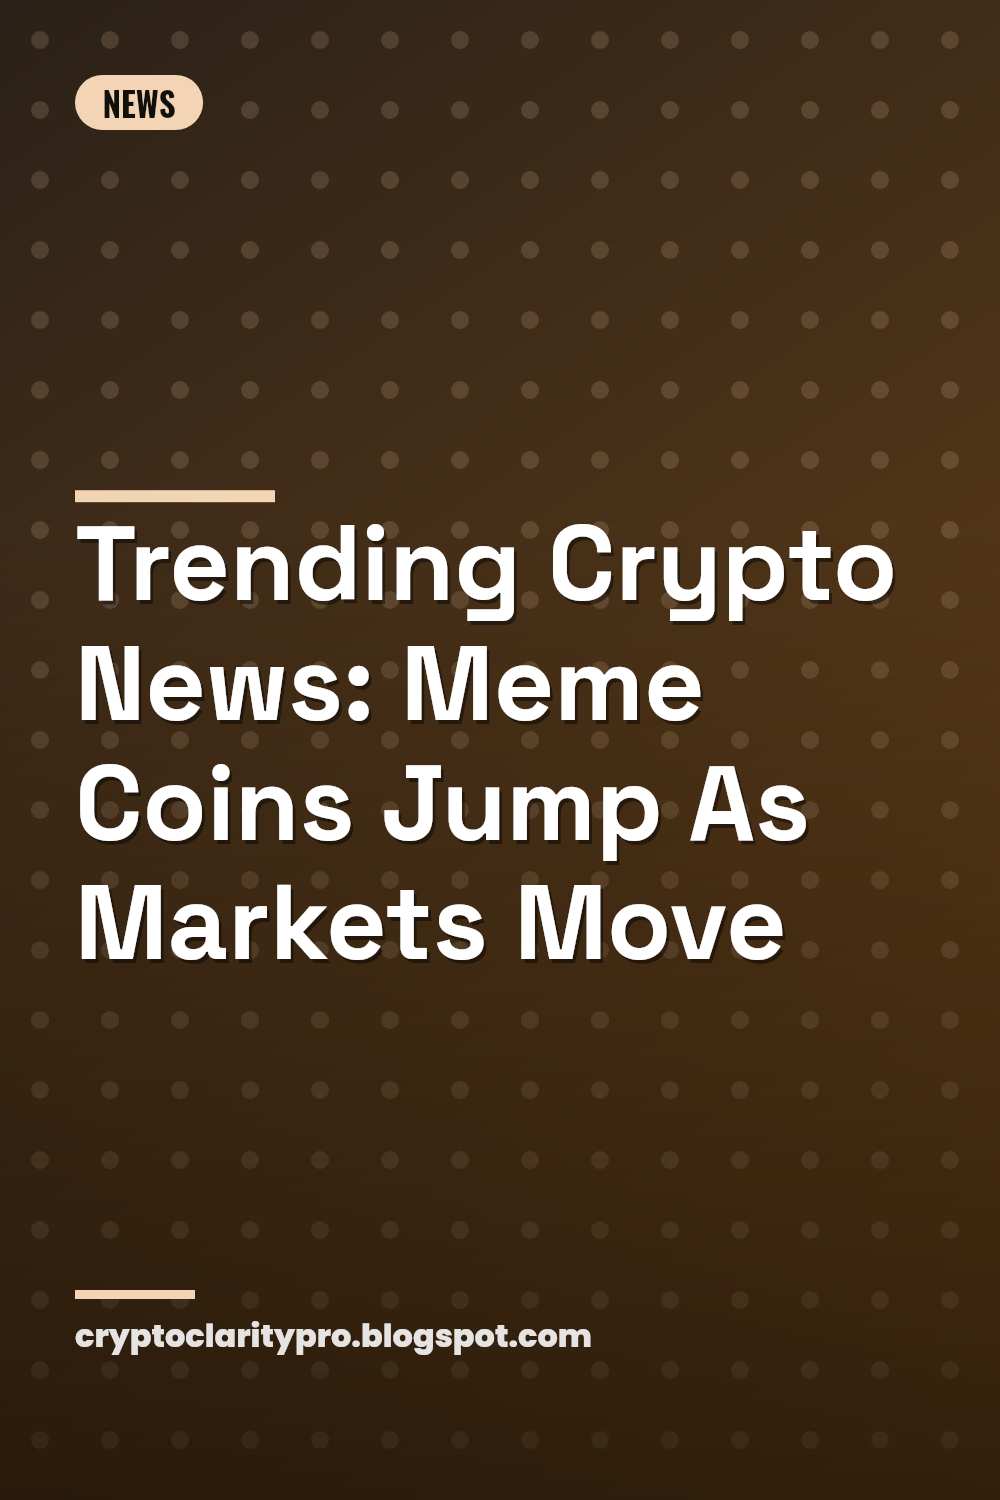 NEWS
Trending Crypto
News: Meme
Coins Jump As
Markets Move
cryptoclaritypro.blogspot.com